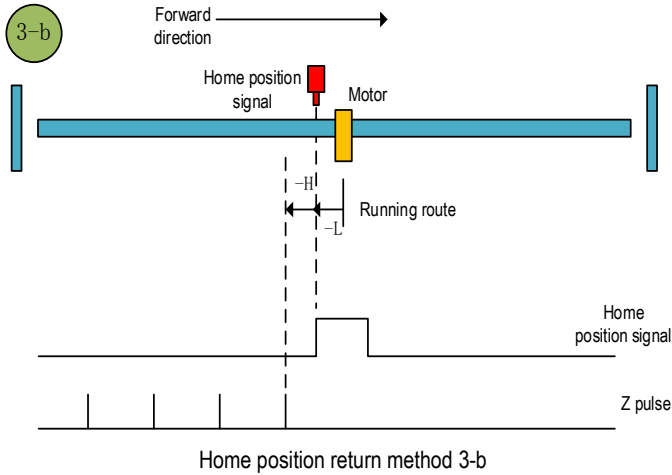 3-b
Forward
direction
Home position
signal
Motor
-H
Running route
-L
Home
position signal
Z pulse
Home position return method 3-b